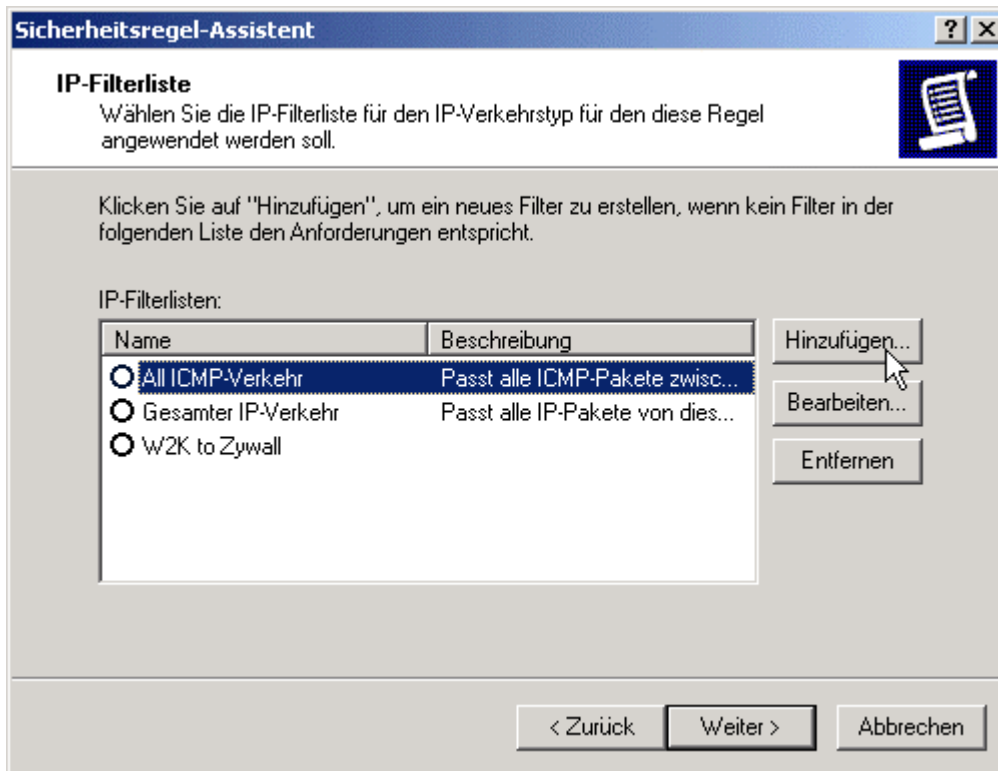 Sicherheitsregel-Assistent
IP-Filterliste
Wählen Sie die IP-Filterliste für den IP-Verkehrstyp für den diese Regel
angewendet werden soll.
Klicken Sie auf "Hinzufügen", um ein neues Filter zu erstellen, wenn kein Filter in der
folgenden Liste den Anforderungen entspricht.
IP-Filterlisten:
Name Beschreibung
All ICMP-Verkehr Passt alle ICMP-Pakete zwisc...
Gesamter IP-Verkehr Passt alle IP-Pakete von dies...
W2K to Zywall
Hinzufügen...
Bearbeiten...
Entfernen
< Zurück Weiter > Abbrechen